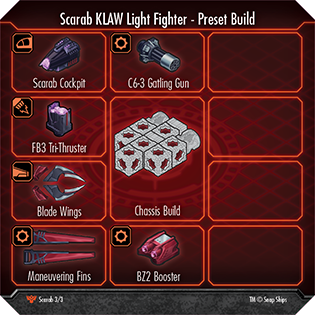 Scarab KLAW Light Fighter - Preset Build
Scarab Cockpit
C6-3 Gatling Gun
FB3 Tri-Thruster
Blade Wings
Chassis Build
Maneuvering Fins
BZ2 Booster
Scarab 3/3
TM © Snap Ships